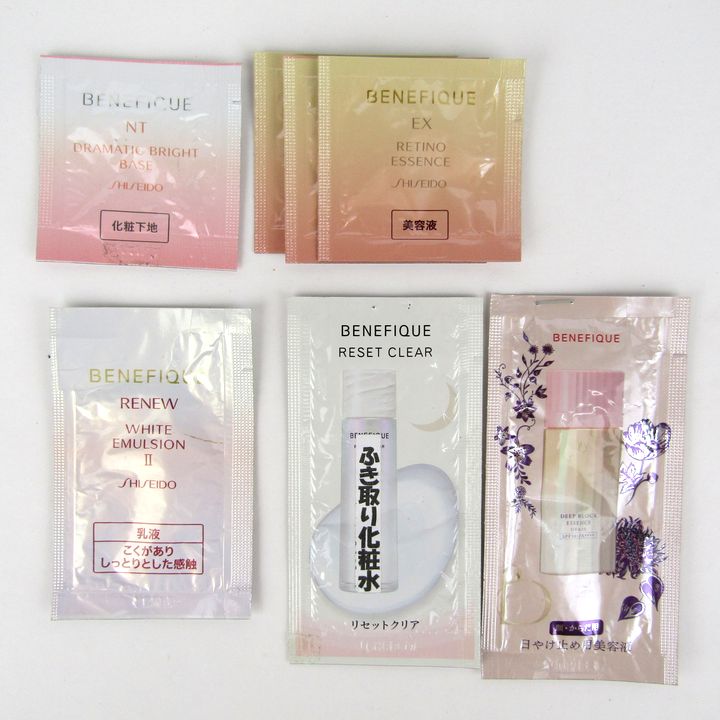 BENEFIQUE
NT
DRAMATIC BRIGHT
BASE
SHISEIDO
化粧下地
BENEFIQUE
EX
RETINO
ESSENCE
SHISEIDO
美容液
BENEFIQUE
RENEW
WHITE
EMULSION
II
SHISEIDO
乳液
こくがあり
しっとりとした感触
BENEFIQUE
RESET CLEAR
BENEFIQUE
ふき取り化粧水
リセットクリア
BENEFIQUE
DEEP BLOCK
ESSENCE
日やけ止め用美容液